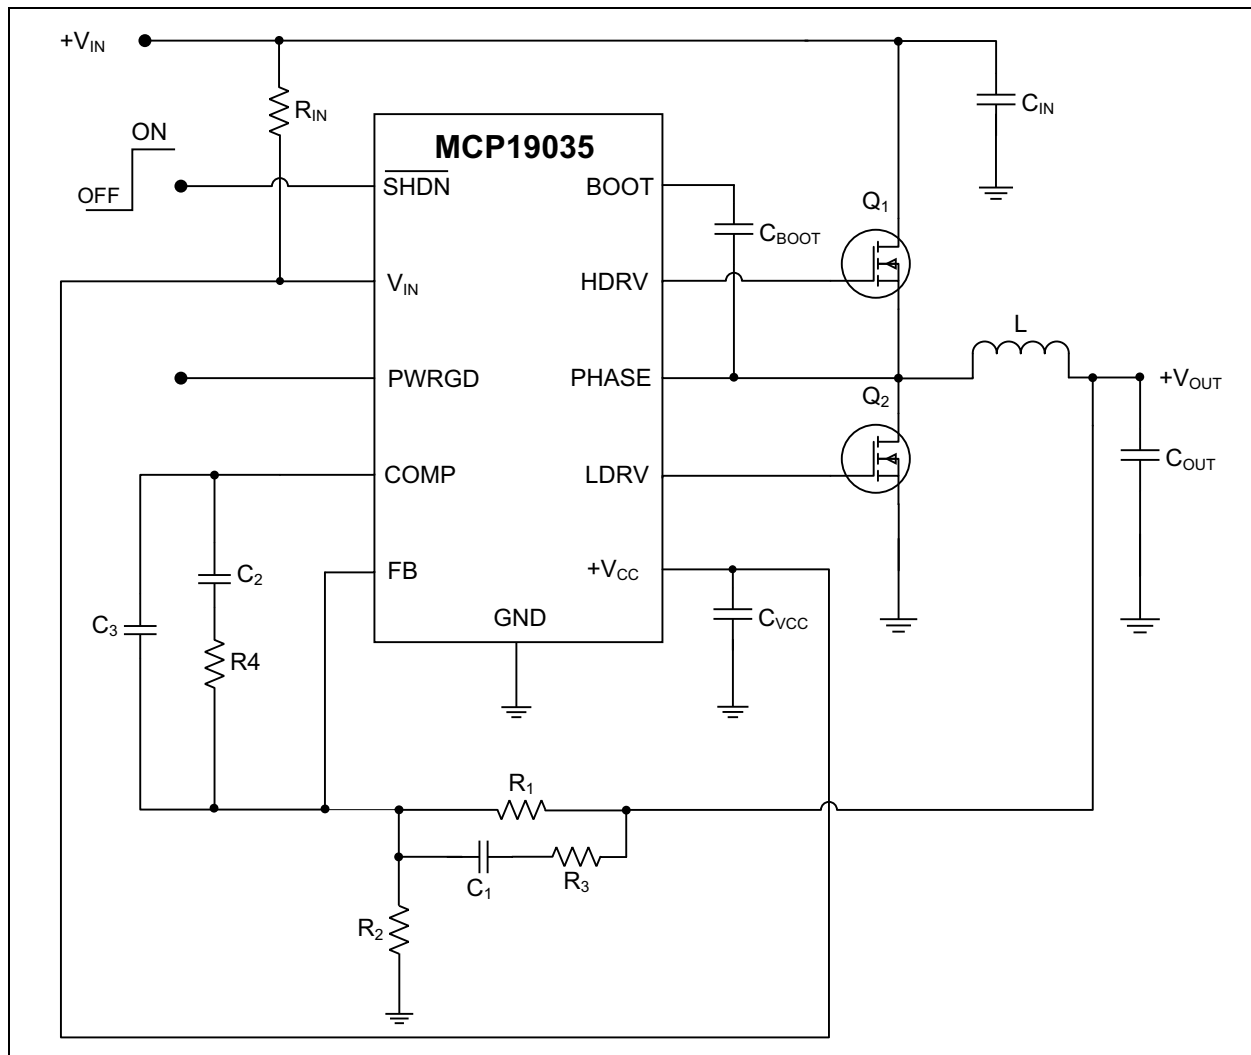 +VIN
RIN
CIN
ON
OFF
MCP19035
SHDN
BOOT
Q1
CBOOT
VIN
HDRV
L
PWRGD
PHASE
+VOUT
Q2
COMP
LDRV
COUT
C2
FB
+VCC
C3
GND
CVCC
R4
R1
C1
R3
R2